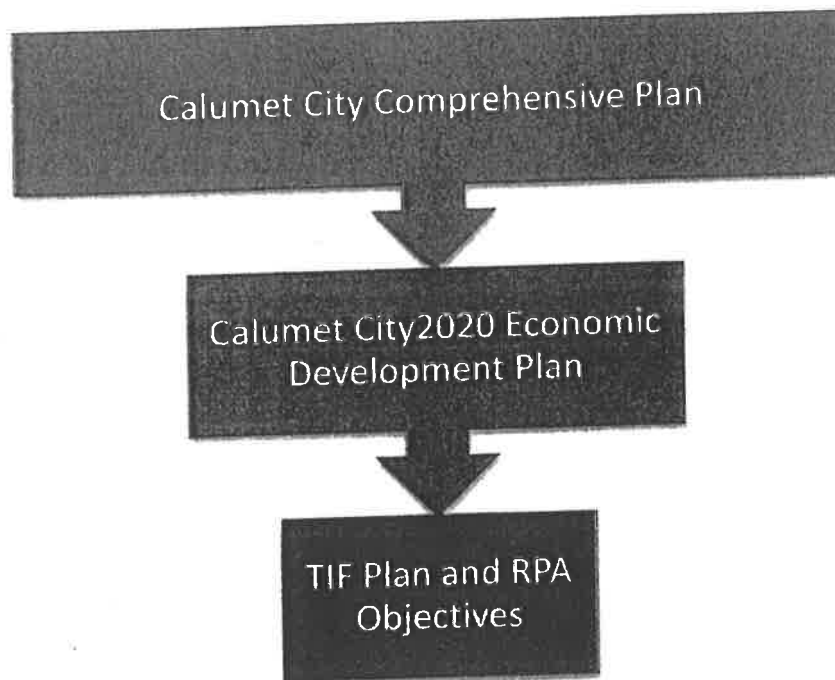 Calumet City Comprehensive Plan
Calumet City2020 Economic
Development Plan
TIF Plan and RPA
Objectives